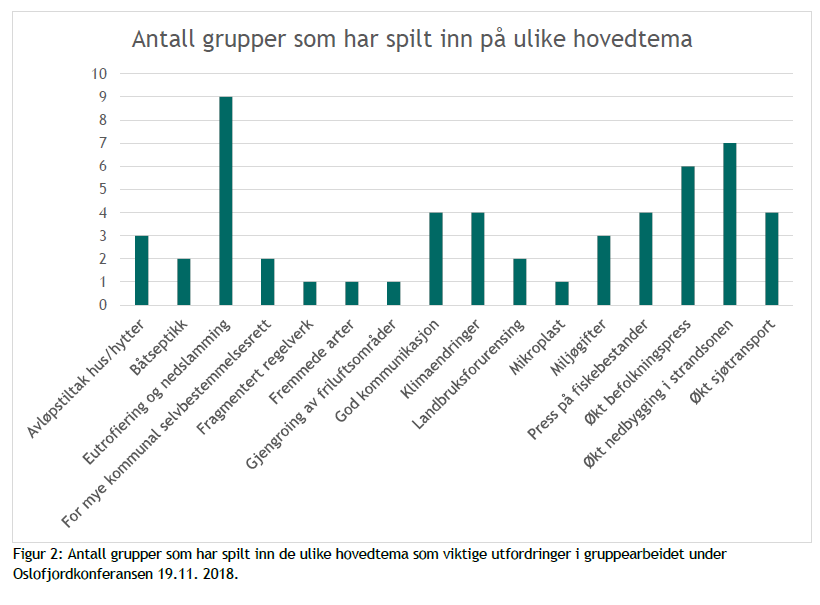 Antall grupper som har spilt inn på ulike hovedtema
10
9
8
7
6
5
4
3
2
1
0
Avløpstiltak hus/hytter
Båtseptikk
Eutrofiering og nedslamming
For mye kommunal selvbestemmelsesrett
Fragmentert regelverk
Fremmede arter
Gjengroing av friluftsområder
God kommunikasjon
Klimaendringer
Landbruksforurensing
Mikroplast
Miljøgifter
Press på fiskebestander
Økt befolkningspress
Økt nedbygging i strandsonen
Økt sjøtransport
Figur 2: Antall grupper som har spilt inn de ulike hovedtema som viktige utfordringer i gruppearbeidet under
Oslofjordkonferansen 19.11. 2018.